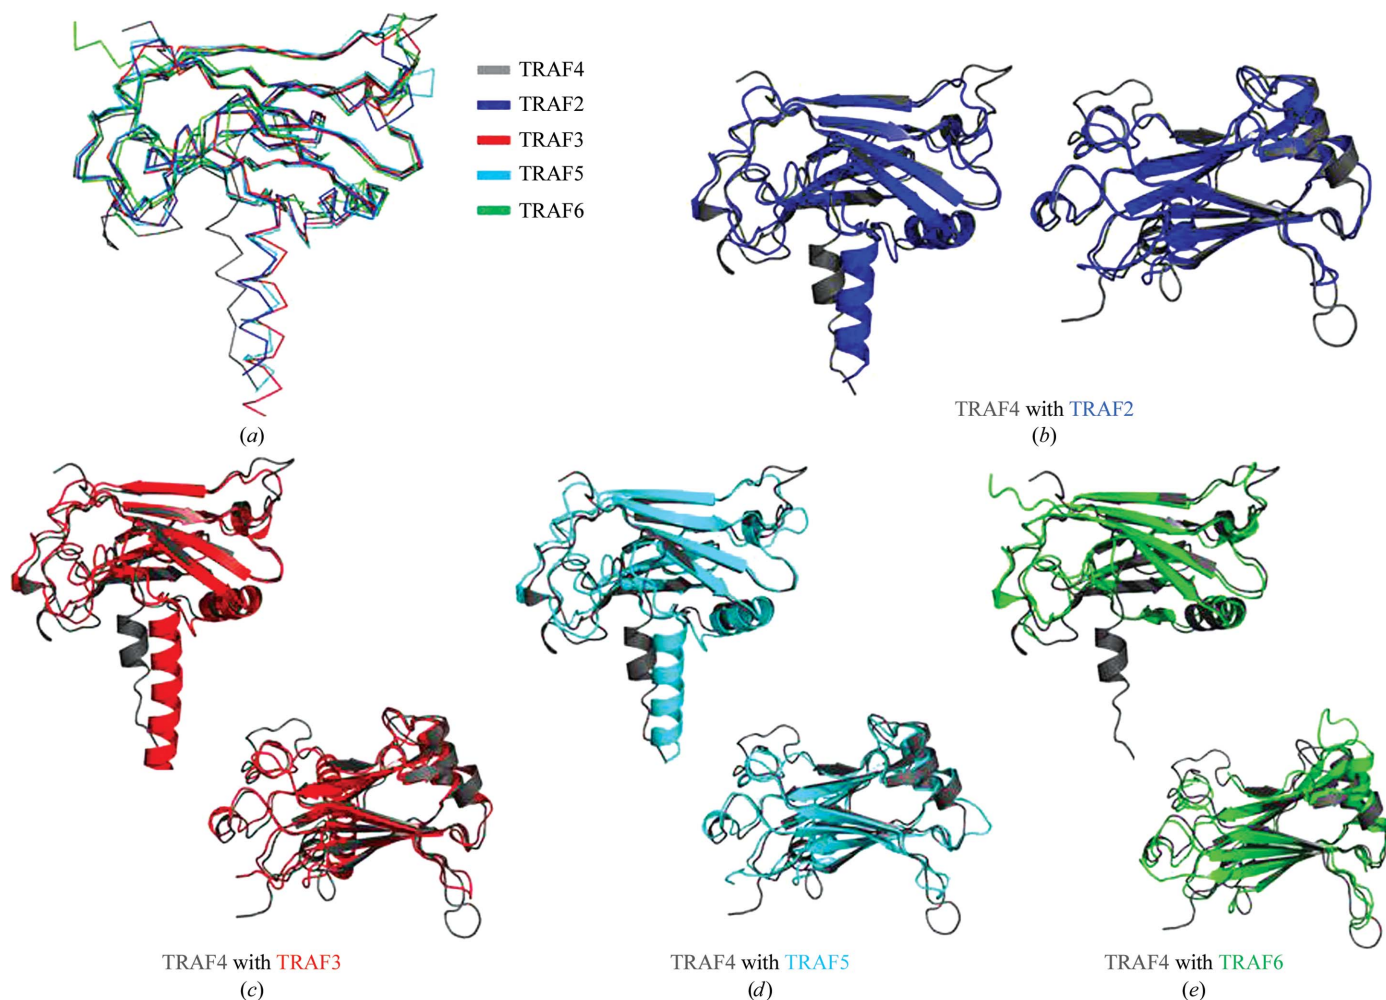 TRAF4
TRAF2
TRAF3
TRAF5
TRAF6
(a)
TRAF4 with TRAF2
(b)
TRAF4 with TRAF3
(c)
TRAF4 with TRAF5
(d)
TRAF4 with TRAF6
(e)